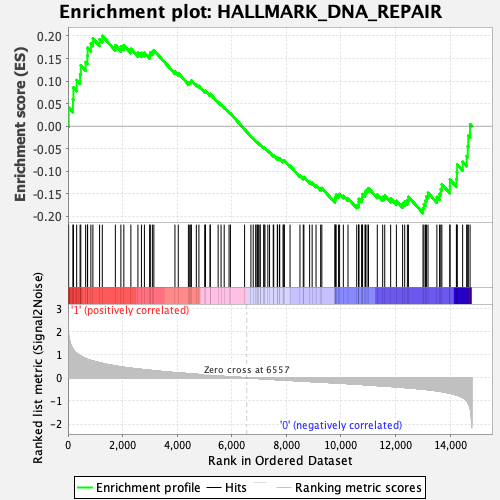 Enrichment plot: HALLMARK_DNA_REPAIR
Enrichment score (ES)
0.20
0.15
0.10
0.05
0.00
-0.05
-0.10
-0.15
-0.20
'1' (positively correlated)
Ranked list metric (Signal2Noise)
3
2
1
0
-1
-2
Zero cross at 6557
'0' (negatively correlated)
0
2,000
4,000
6,000
8,000
10,000
12,000
14,000
Rank in Ordered Dataset
Enrichment profile
Hits
Ranking metric scores